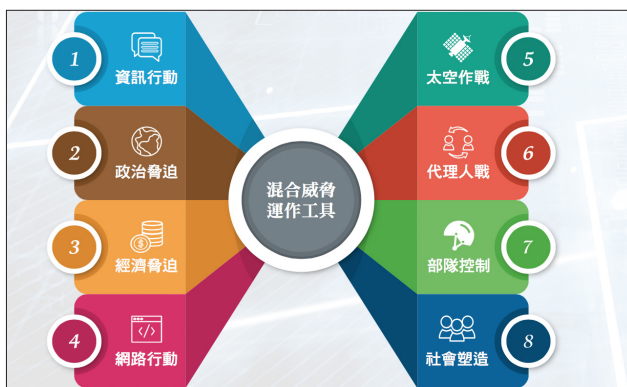 1
資訊行動
2
政治脅迫
3
經濟脅迫
4
網路行動
混合威脅
運作工具
太空作戰
5
代理人戰
6
部隊控制
7
社會塑造
8